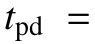 t_pd =